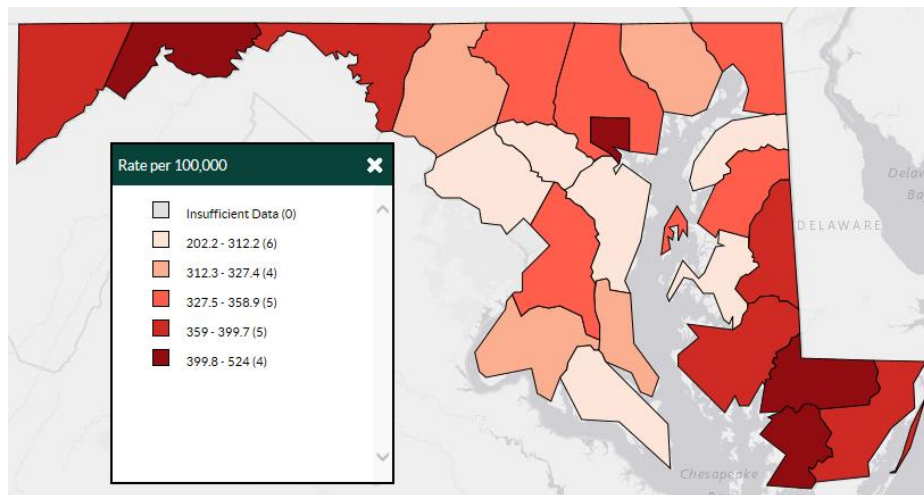 Rate per 100,000
Insufficient Data (0)
202.2 - 312.2 (6)
312.3 - 327.4 (4)
327.5 - 358.9 (5)
359 - 399.7 (5)
399.8 - 524 (4)
DELAWARE
Chesapeake